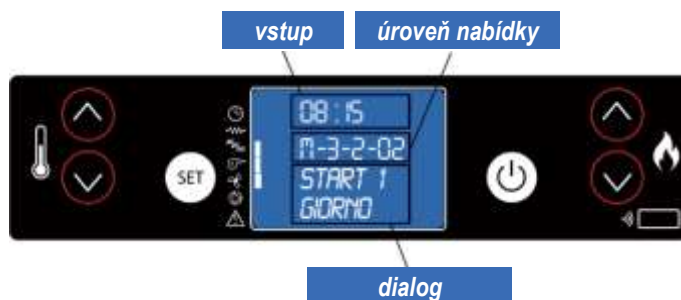 vstup
úroveň nabídky
08:15
SET
M-3-2-02
START 1
GIORNO
dialog